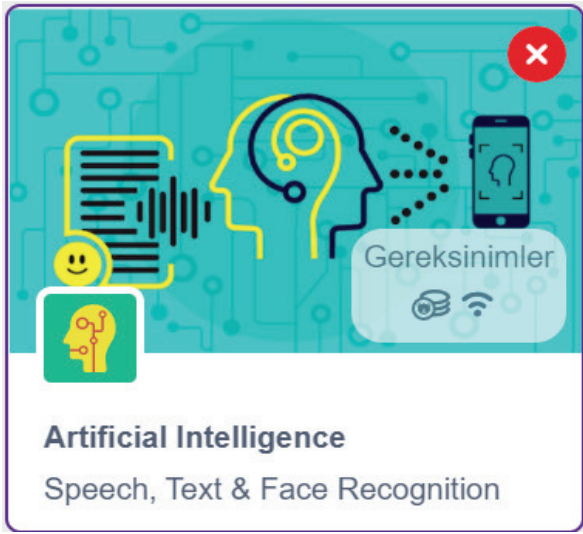 Gereksinimler
Artificial Intelligence
Speech, Text & Face Recognition